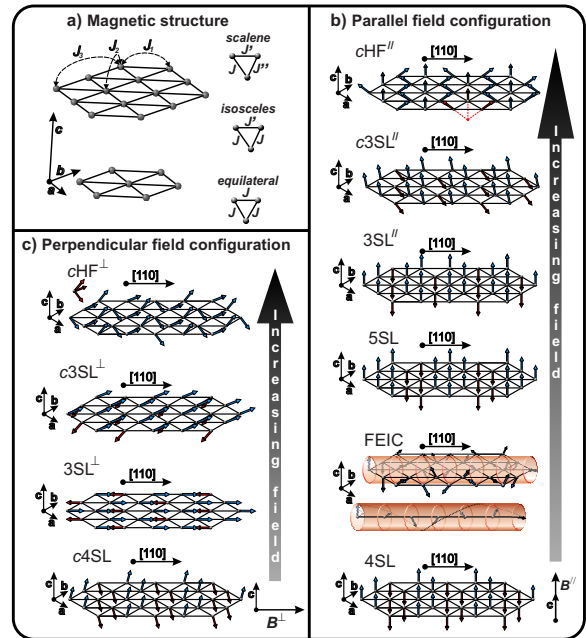 a) Magnetic structure
J₃
J₂
J₁
c
b
a
scalene
J'
J
J''
isosceles
J'
J
J
equilateral
J
J
J
b) Parallel field configuration
cHF//
[110]
c
b
a
c3SL//
[110]
c
b
a
3SL//
[110]
c
b
a
5SL
[110]
c
b
a
FEIC
[110]
c
b
a
4SL
[110]
c
b
a
B//
c
Increasing field
c) Perpendicular field configuration
cHF⊥
[110]
c
b
a
c3SL⊥
[110]
c
b
a
3SL⊥
[110]
c
b
a
c4SL
[110]
c
b
a
c
B⊥
Increasing field